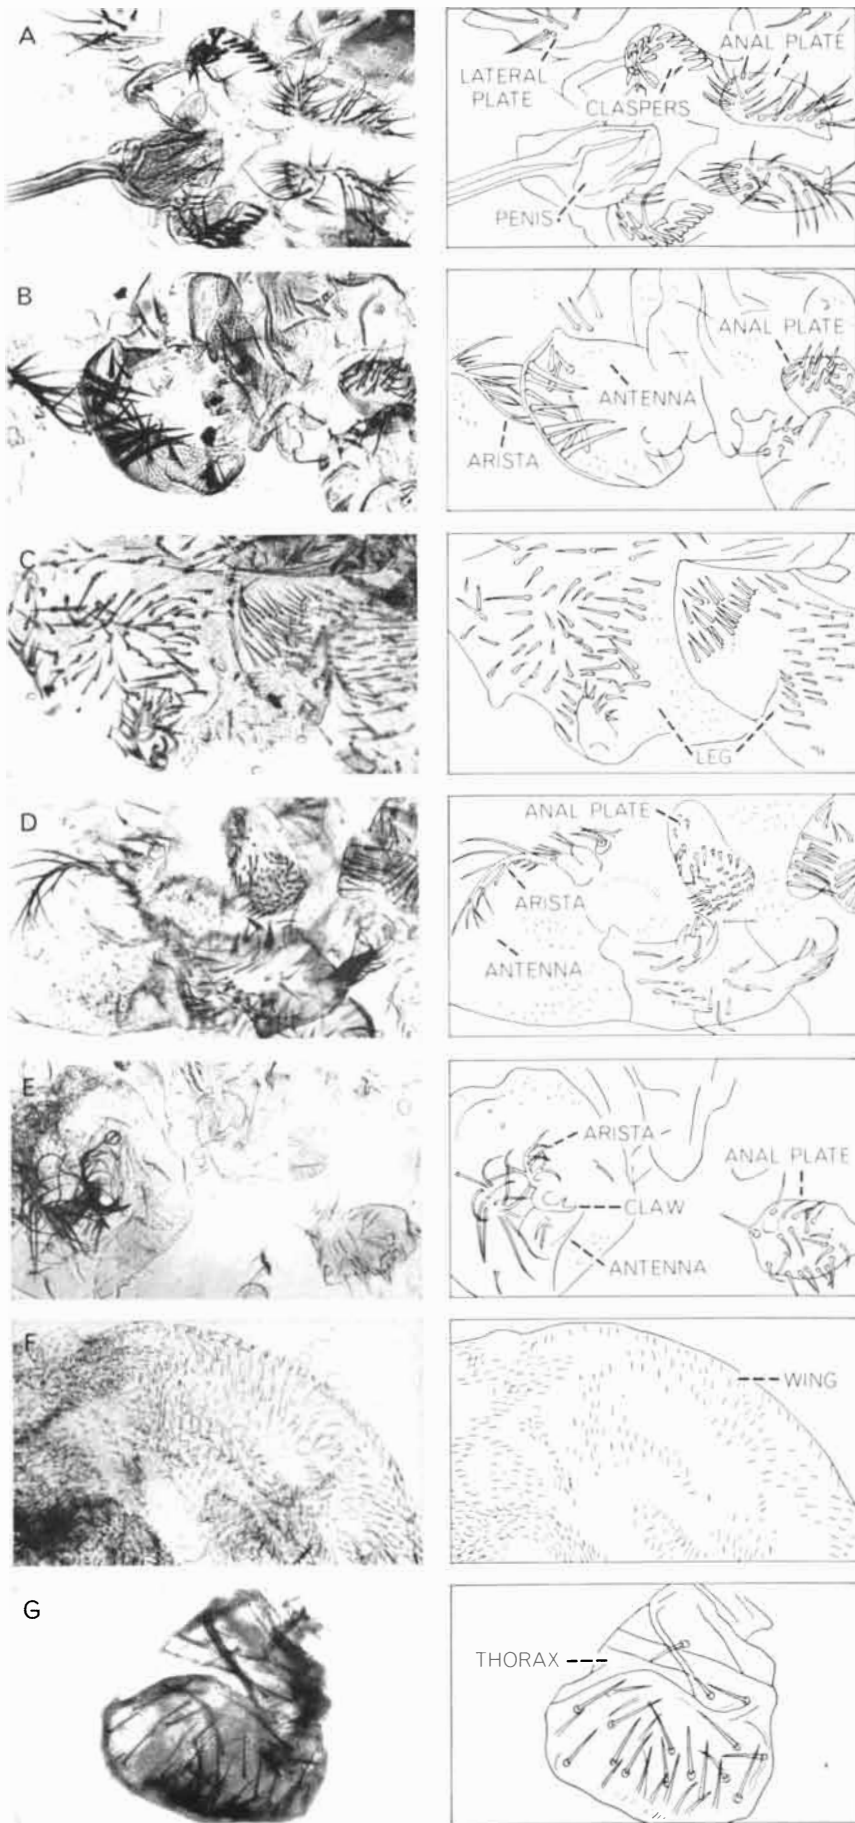 A
LATERAL
PLATE
CLASPERS
ANAL PLATE
PENIS
B
ANAL PLATE
ANTENNA
ARISTA
C
LEG
D
ANAL PLATE
ARISTA
ANTENNA
E
ARISTA
ANAL PLATE
CLAW
ANTENNA
F
WING
G
THORAX